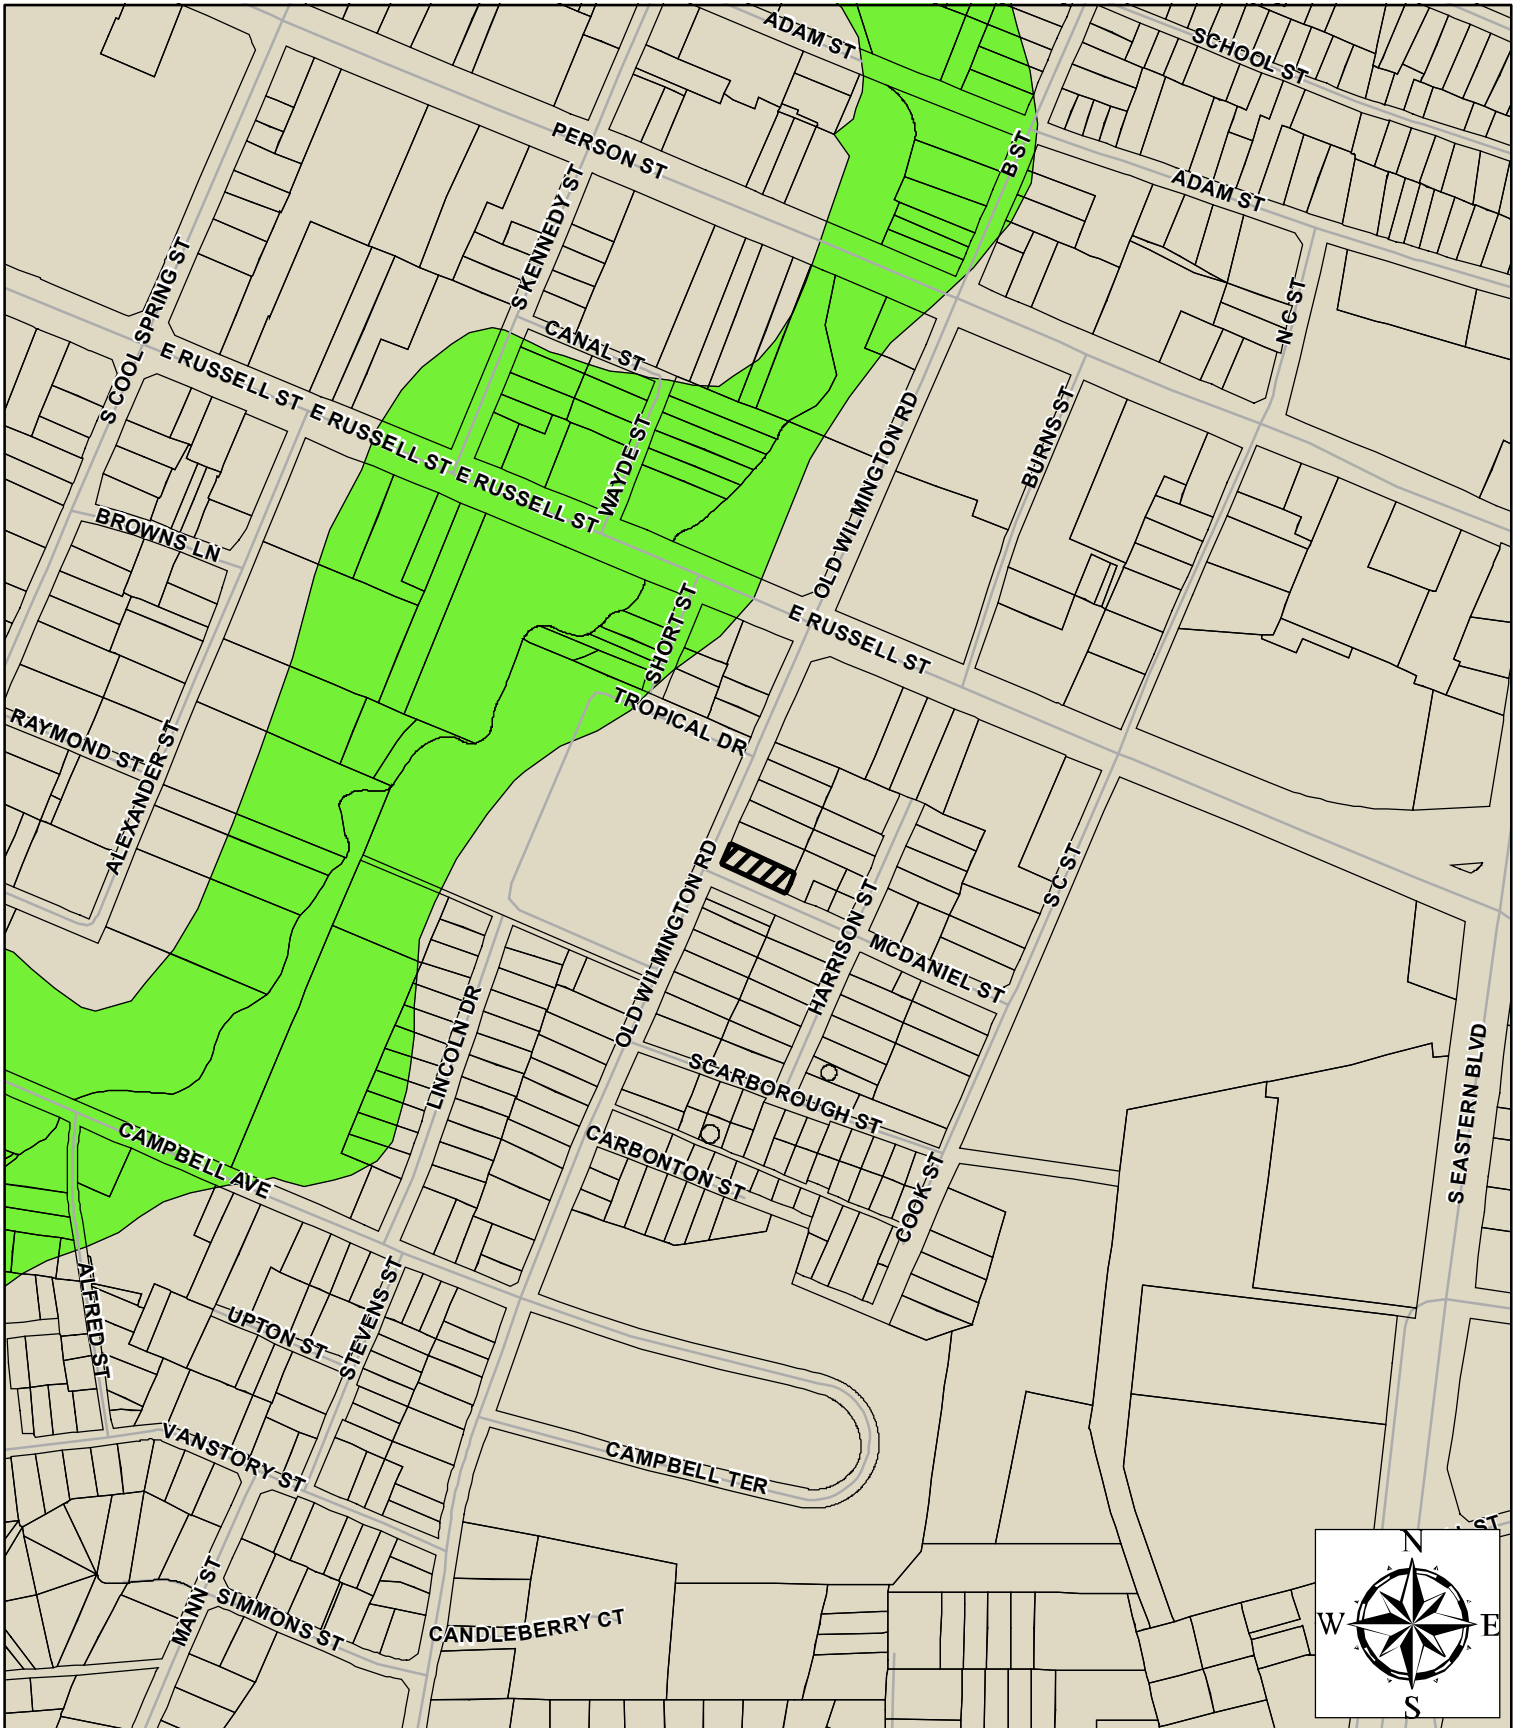 ADAM ST
SCHOOL ST
PERSON ST
B ST
ADAM ST
S KENNEDY ST
S COOL SPRING ST
N C ST
CANAL ST
E RUSSELL ST
E RUSSELL ST
E RUSSELL ST
WAYDE ST
OLD WILMINGTON RD
BURNS ST
BROWNS LN
SHORT ST
E RUSSELL ST
TROPICAL DR
RAYMOND ST
ALEXANDER ST
OLD WILMINGTON RD
S C ST
HARRISON ST
MCDANIEL ST
LINCOLN DR
SCARBOROUGH ST
S EASTERN BLVD
CAMPBELL AVE
CARBONTON ST
COOK ST
ALFRED ST
UPTON ST
STEVENS ST
VANSTORY ST
CAMPBELL TER
ST
MANN ST
SIMMONS ST
CANDLEBERRY CT
N
W
E
S